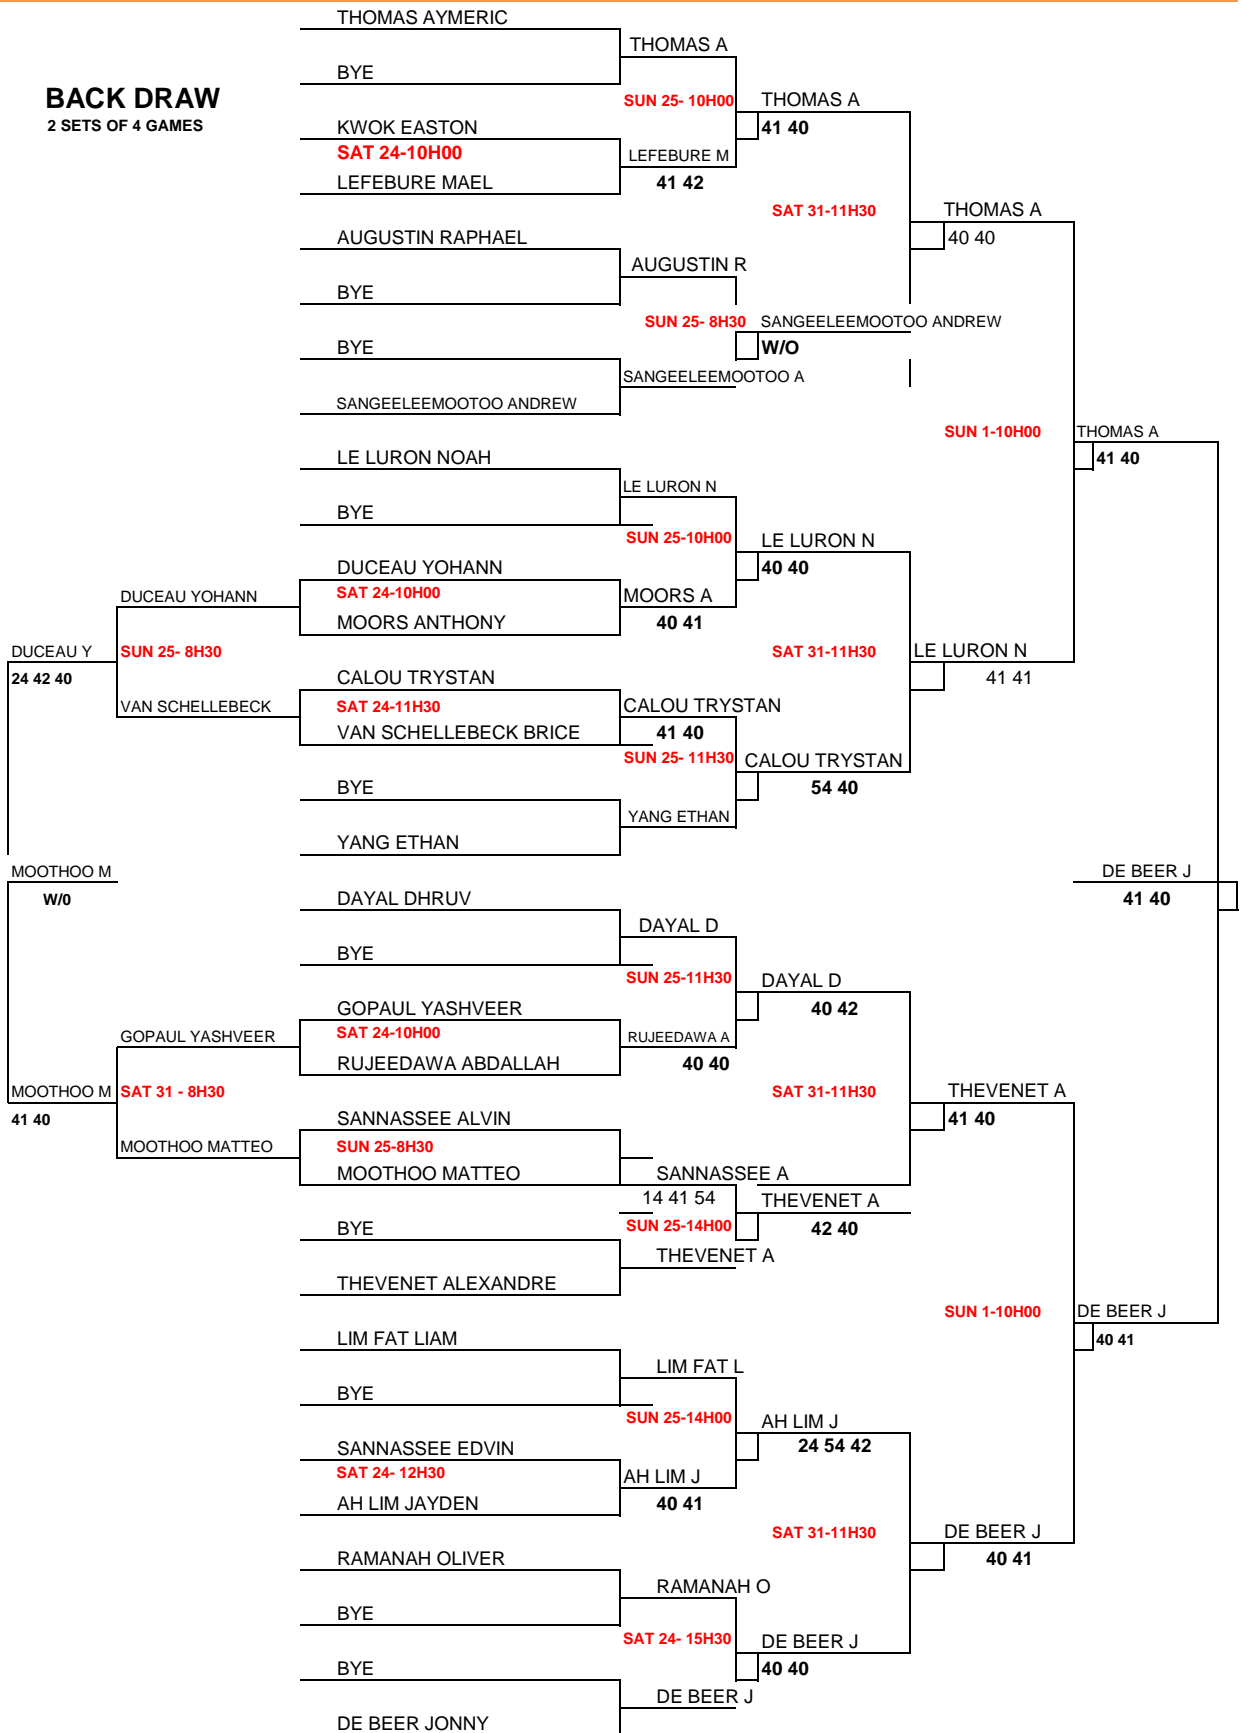 THOMAS AYMERIC
THOMAS A
BYE
BACK DRAW
2 SETS OF 4 GAMES
SUN 25- 10H00
THOMAS A
41 40
KWOK EASTON
SAT 24-10H00
LEFEBURE M
LEFEBURE MAEL
41 42
SAT 31-11H30
THOMAS A
40 40
AUGUSTIN RAPHAEL
AUGUSTIN R
BYE
SUN 25- 8H30
SANGEELEEMOOTOO ANDREW
W/O
BYE
SANGEELEEMOOTOO A
SANGEELEEMOOTOO ANDREW
SUN 1-10H00
THOMAS A
41 40
LE LURON NOAH
LE LURON N
BYE
SUN 25-10H00
LE LURON N
40 40
DUCEAU YOHANN
DUCEAU YOHANN
SAT 24-10H00
MOORS A
MOORS ANTHONY
40 41
DUCEAU Y
SUN 25- 8H30
24 42 40
SAT 31-11H30
LE LURON N
41 41
CALOU TRYSTAN
VAN SCHELLEBECK
SAT 24-11H30
CALOU TRYSTAN
VAN SCHELLEBECK BRICE
41 40
SUN 25- 11H30
CALOU TRYSTAN
54 40
BYE
YANG ETHAN
YANG ETHAN
MOOTHOO M
W/0
DE BEER J
41 40
DAYAL DHRUV
DAYAL D
BYE
SUN 25-11H30
DAYAL D
40 42
GOPAUL YASHVEER
GOPAUL YASHVEER
SAT 24-10H00
RUJEEDAWA A
RUJEEDAWA ABDALLAH
40 40
MOOTHOO M
SAT 31 - 8H30
41 40
SAT 31-11H30
THEVENET A
41 40
SANNASSEE ALVIN
MOOTHOO MATTEO
SUN 25-8H30
MOOTHOO MATTEO
SANNASSEE A
14 41 54
THEVENET A
42 40
BYE
SUN 25-14H00
THEVENET A
THEVENET ALEXANDRE
SUN 1-10H00
DE BEER J
40 41
LIM FAT LIAM
LIM FAT L
BYE
SUN 25-14H00
AH LIM J
24 54 42
SANNASSEE EDVIN
SAT 24- 12H30
AH LIM J
AH LIM JAYDEN
40 41
SAT 31-11H30
DE BEER J
40 41
RAMANAH OLIVER
RAMANAH O
BYE
SAT 24- 15H30
DE BEER J
40 40
BYE
DE BEER J
DE BEER JONNY